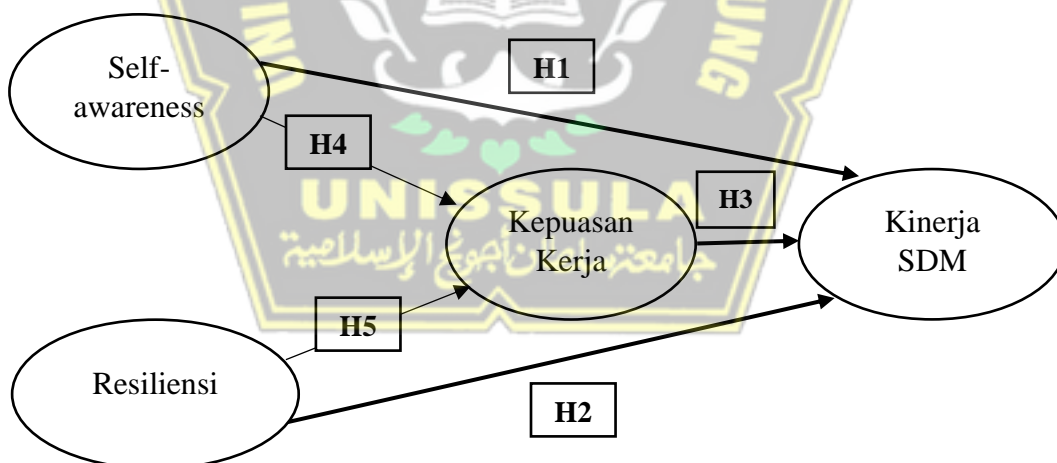 Self-
awareness
H1
H4
H3
Kepuasan
Kerja
Kinerja
SDM
H5
Resiliensi
H2
UNISSULA